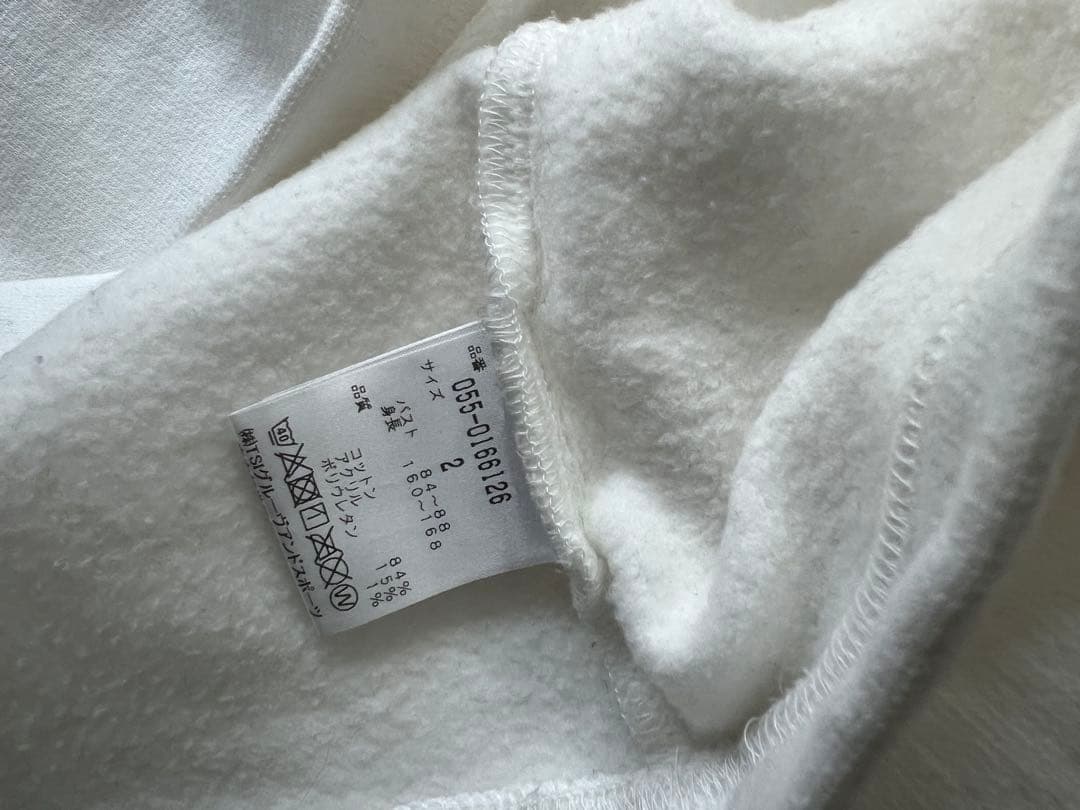 品番 055-0166126
サイズ 2
バスト 84～88
身長 160～168
品質 コットン 84%
アクリル 15%
ポリウレタン 1%
40 W
(株)TSIグルーヴアンドスポーツ